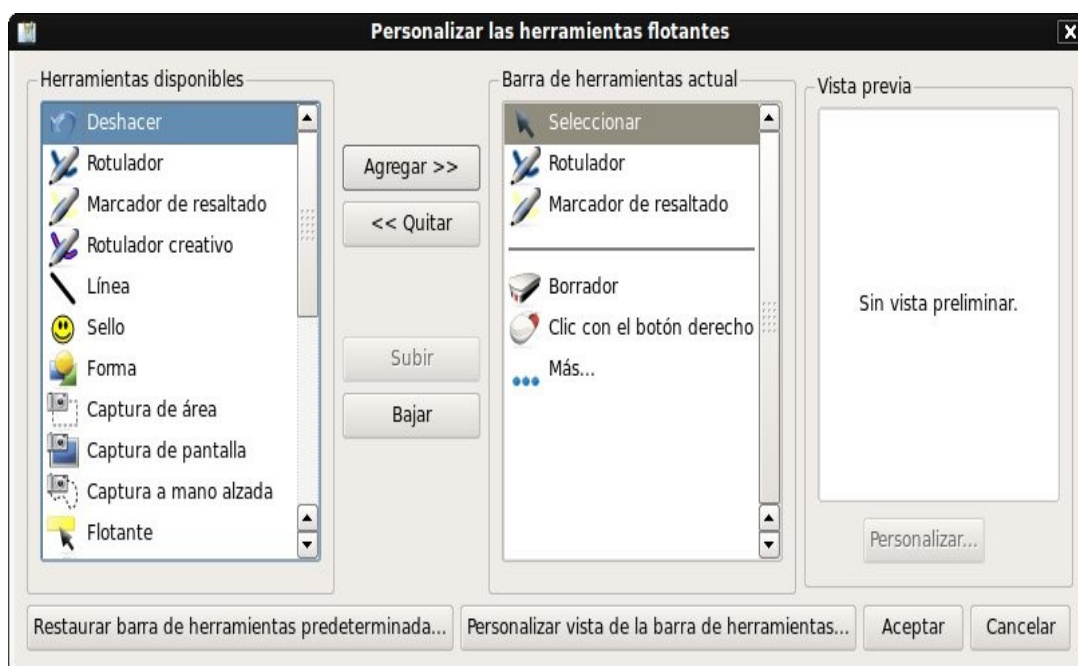 Personalizar las herramientas flotantes
Herramientas disponibles
Deshacer
Rotulador
Marcador de resaltado
Rotulador creativo
Línea
Sello
Forma
Captura de área
Captura de pantalla
Captura a mano alzada
Flotante
Agregar >>
<< Quitar
Subir
Bajar
Barra de herramientas actual
Seleccionar
Rotulador
Marcador de resaltado
Borrador
Clic con el botón derecho
Más...
Vista previa
Sin vista preliminar.
Personalizar...
Restaurar barra de herramientas predeterminada...
Personalizar vista de la barra de herramientas...
Aceptar
Cancelar